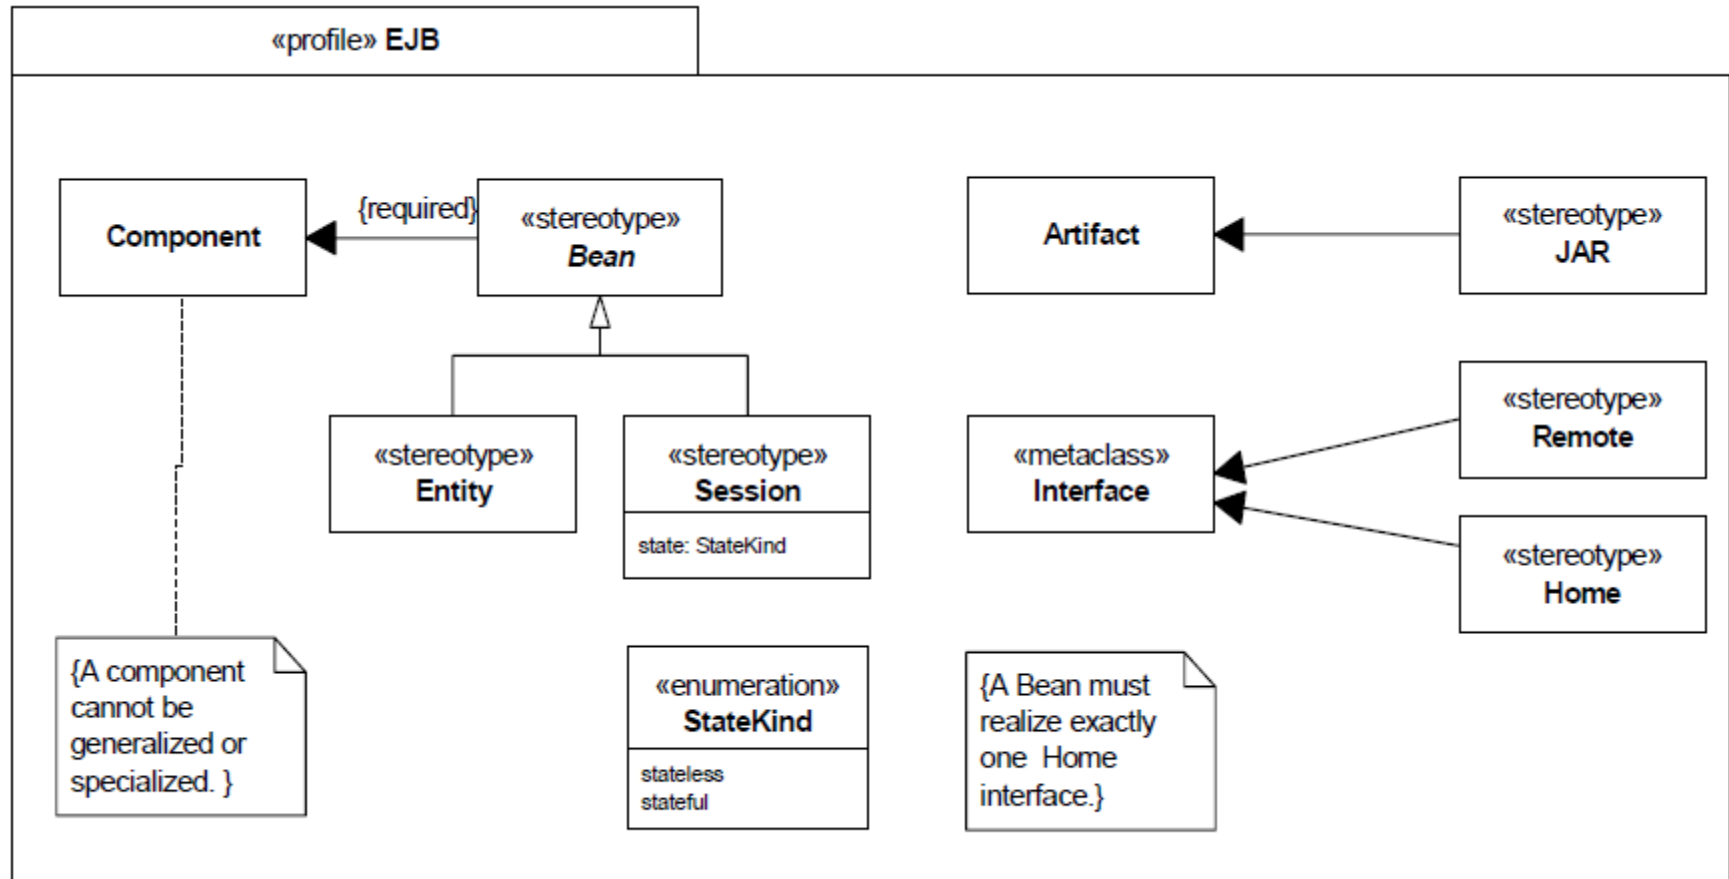 «profile» EJB
Component
{required}
«stereotype»
Bean
Artifact
«stereotype»
JAR
«stereotype»
Entity
«stereotype»
Session
state: StateKind
«metaclass»
Interface
«stereotype»
Remote
«stereotype»
Home
{A component
cannot be
generalized or
specialized. }
«enumeration»
StateKind
stateless
stateful
{A Bean must
realize exactly
one Home
interface.}